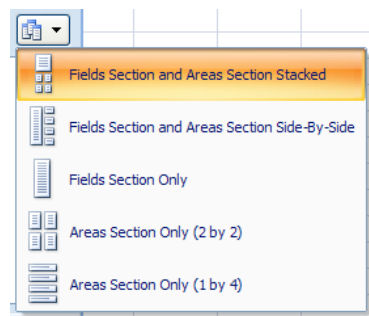 Fields Section and Areas Section Stacked
Fields Section and Areas Section Side-By-Side
Fields Section Only
Areas Section Only (2 by 2)
Areas Section Only (1 by 4)